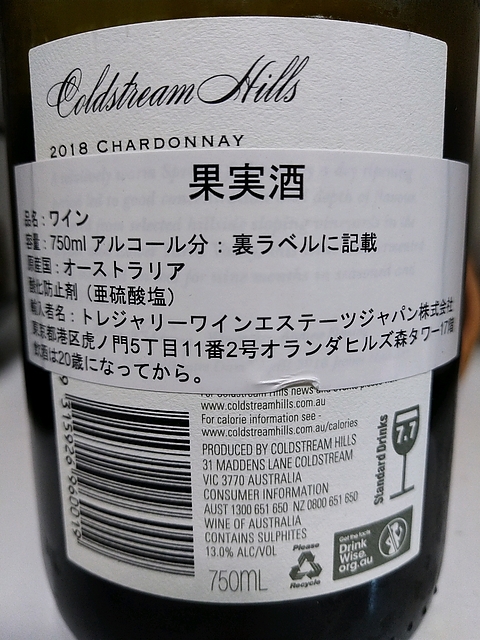 Coldstream Hills
2018 CHARDONNAY
果実酒
品名：ワイン
容量：750ml アルコール分：裏ラベルに記載
原産国：オーストラリア
酸化防止剤（亜硫酸塩）
輸入者名：トレジャリーワインエステーツジャパン株式会社
東京都港区虎ノ門5丁目11番2号オランダヒルズ森タワー17階
飲酒は20歳になってから。
www.coldstreamhills.com.au
For calorie information see -
www.coldstreamhills.com.au/calories
PRODUCED BY COLDSTREAM HILLS
31 MADDENS LANE COLDSTREAM
VIC 3770 AUSTRALIA
CONSUMER INFORMATION
AUST 1300 651 650 NZ 0800 651 650
WINE OF AUSTRALIA
CONTAINS SULPHITES
13.0% ALC/VOL
750ML
9 315926 960019
Standard Drinks
7.7
Please
Recycle
Get the facts
Drink
Wise.
org.au